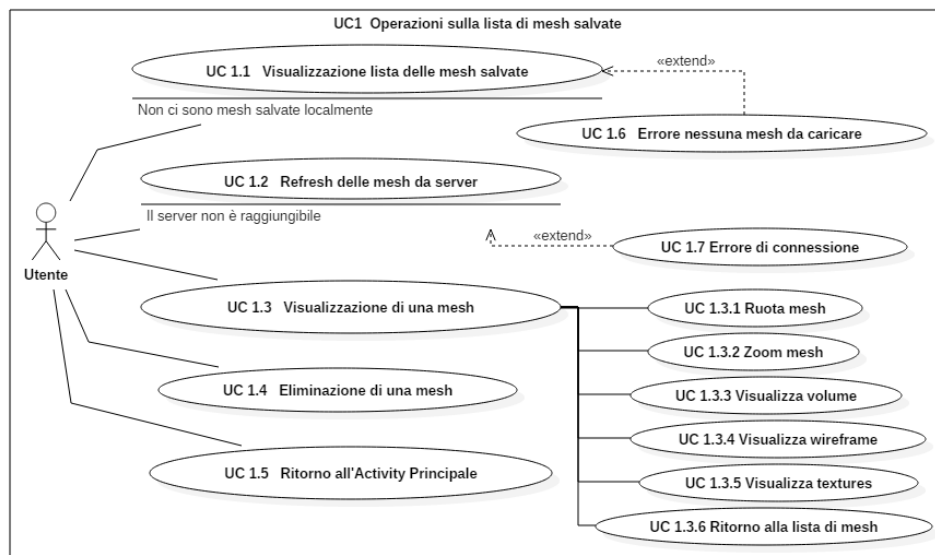 UC1 Operazioni sulla lista di mesh salvate
UC 1.1 Visualizzazione lista delle mesh salvate
«extend»
Non ci sono mesh salvate localmente
UC 1.6 Errore nessuna mesh da caricare
UC 1.2 Refresh delle mesh da server
Il server non è raggiungibile
«extend»
UC 1.7 Errore di connessione
Utente
UC 1.3 Visualizzazione di una mesh
UC 1.3.1 Ruota mesh
UC 1.3.2 Zoom mesh
UC 1.4 Eliminazione di una mesh
UC 1.3.3 Visualizza volume
UC 1.3.4 Visualizza wireframe
UC 1.5 Ritorno all'Activity Principale
UC 1.3.5 Visualizza textures
UC 1.3.6 Ritorno alla lista di mesh